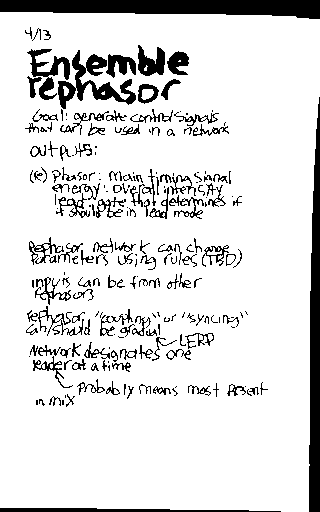 4/13
Ensemble
rephasor
Goal: generate control signals
that can be used in a network
outputs:
(re) Phasor: main timing signal
energy: Overall intensity
lead: gate that determines if
it should be in lead mode
Rephasor network can change
Parameters using rules (TBD)
inputs can be from other
rephasors
rephasor "coupling" or "syncing"
can/should be gradual
LERP
Network designates one
leader at a time
Probably means most present
in mix